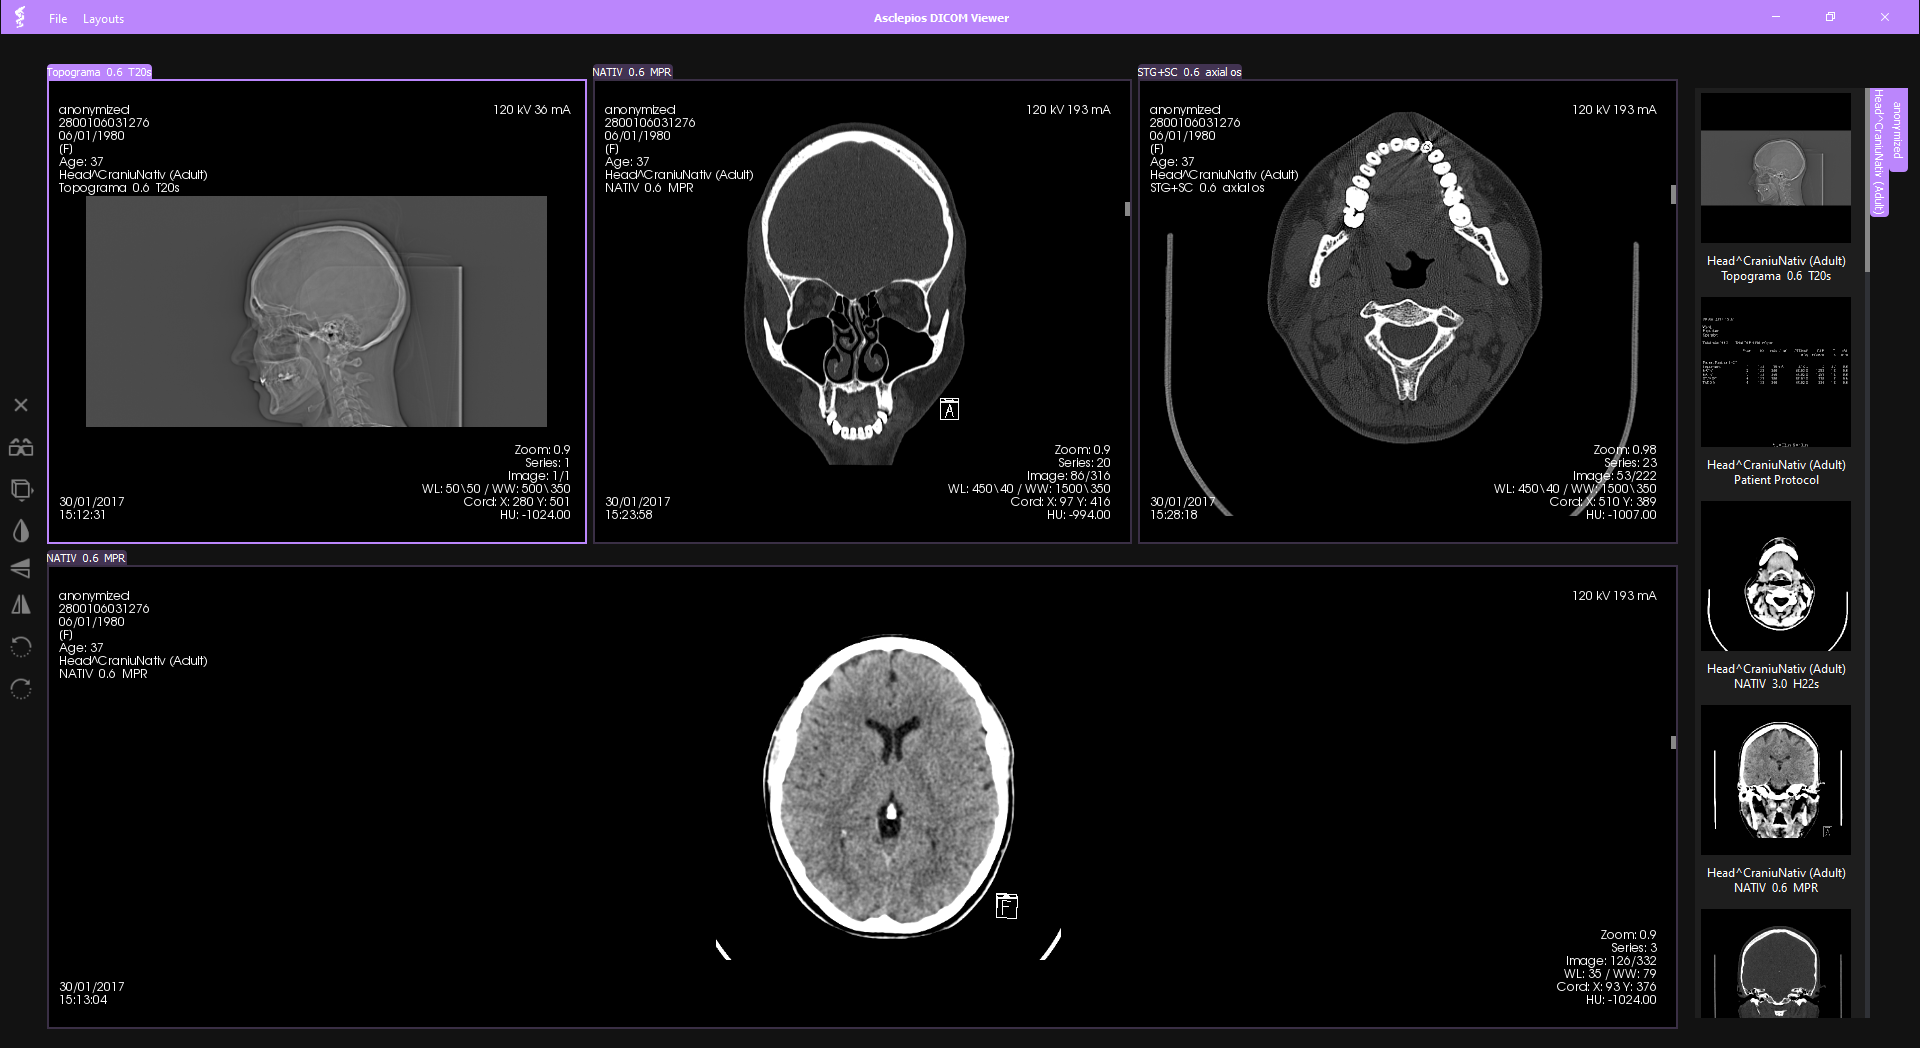 File Layouts
Asclepios DICOM Viewer
Topograma 0.6 T20s
anonymized
2800106031276
06/01/1980
(F)
Age: 37
Head^CraniuNativ (Adult)
Topograma 0.6 T20s
120 kV 36 mA
Zoom: 0.9
Series: 1
Image: 1/1
WL: 50\50 / WW: 500\350
Cord: X: 280 Y: 501
HU: -1024.00
30/01/2017
15:12:31
NATIV 0.6 MPR
anonymized
2800106031276
06/01/1980
(F)
Age: 37
Head^CraniuNativ (Adult)
NATIV 0.6 MPR
120 kV 193 mA
A
Zoom: 0.9
Series: 20
Image: 86/316
WL: 450\40 / WW: 1500\350
Cord: X: 97 Y: 416
HU: -994.00
30/01/2017
15:23:58
STG+SC 0.6 axial os
anonymized
2800106031276
06/01/1980
(F)
Age: 37
Head^CraniuNativ (Adult)
STG+SC 0.6 axial os
120 kV 193 mA
Zoom: 0.98
Series: 23
Image: 53/222
WL: 450\40 / WW: 1500\350
Cord: X: 510 Y: 389
HU: -1007.00
30/01/2017
15:28:18
NATIV 0.6 MPR
anonymized
2800106031276
06/01/1980
(F)
Age: 37
Head^CraniuNativ (Adult)
NATIV 0.6 MPR
120 kV 193 mA
F
Zoom: 0.9
Series: 3
Image: 126/332
WL: 35 / WW: 79
Cord: X: 93 Y: 376
HU: -1024.00
30/01/2017
15:13:04
Head^CraniuNativ (Adult)
Topograma 0.6 T20s
Head^CraniuNativ (Adult)
Patient Protocol
Head^CraniuNativ (Adult)
NATIV 3.0 H22s
A
Head^CraniuNativ (Adult)
NATIV 0.6 MPR
anonymized
Head^CraniuNativ (Adult)